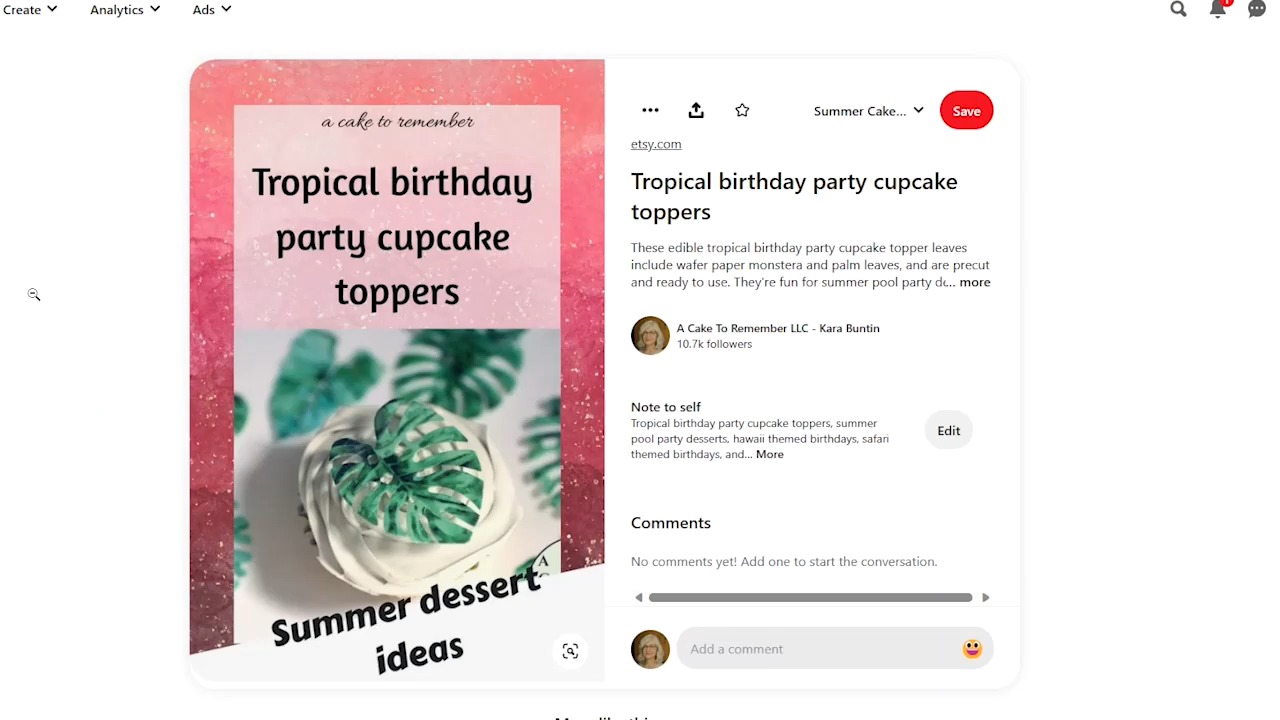 Create
Analytics
Ads
1
a cake to remember
Tropical birthday
party cupcake
toppers
A
Summer dessert
ideas
Summer Cake...
Save
etsy.com
Tropical birthday party cupcake
toppers
These edible tropical birthday party cupcake topper leaves
include wafer paper monstera and palm leaves, and are precut
and ready to use. They're fun for summer pool party d... more
A Cake To Remember LLC - Kara Buntin
10.7k followers
Note to self
Tropical birthday party cupcake toppers, summer
pool party desserts, hawaii themed birthdays, safari
themed birthdays, and... More
Edit
Comments
No comments yet! Add one to start the conversation.
Add a comment